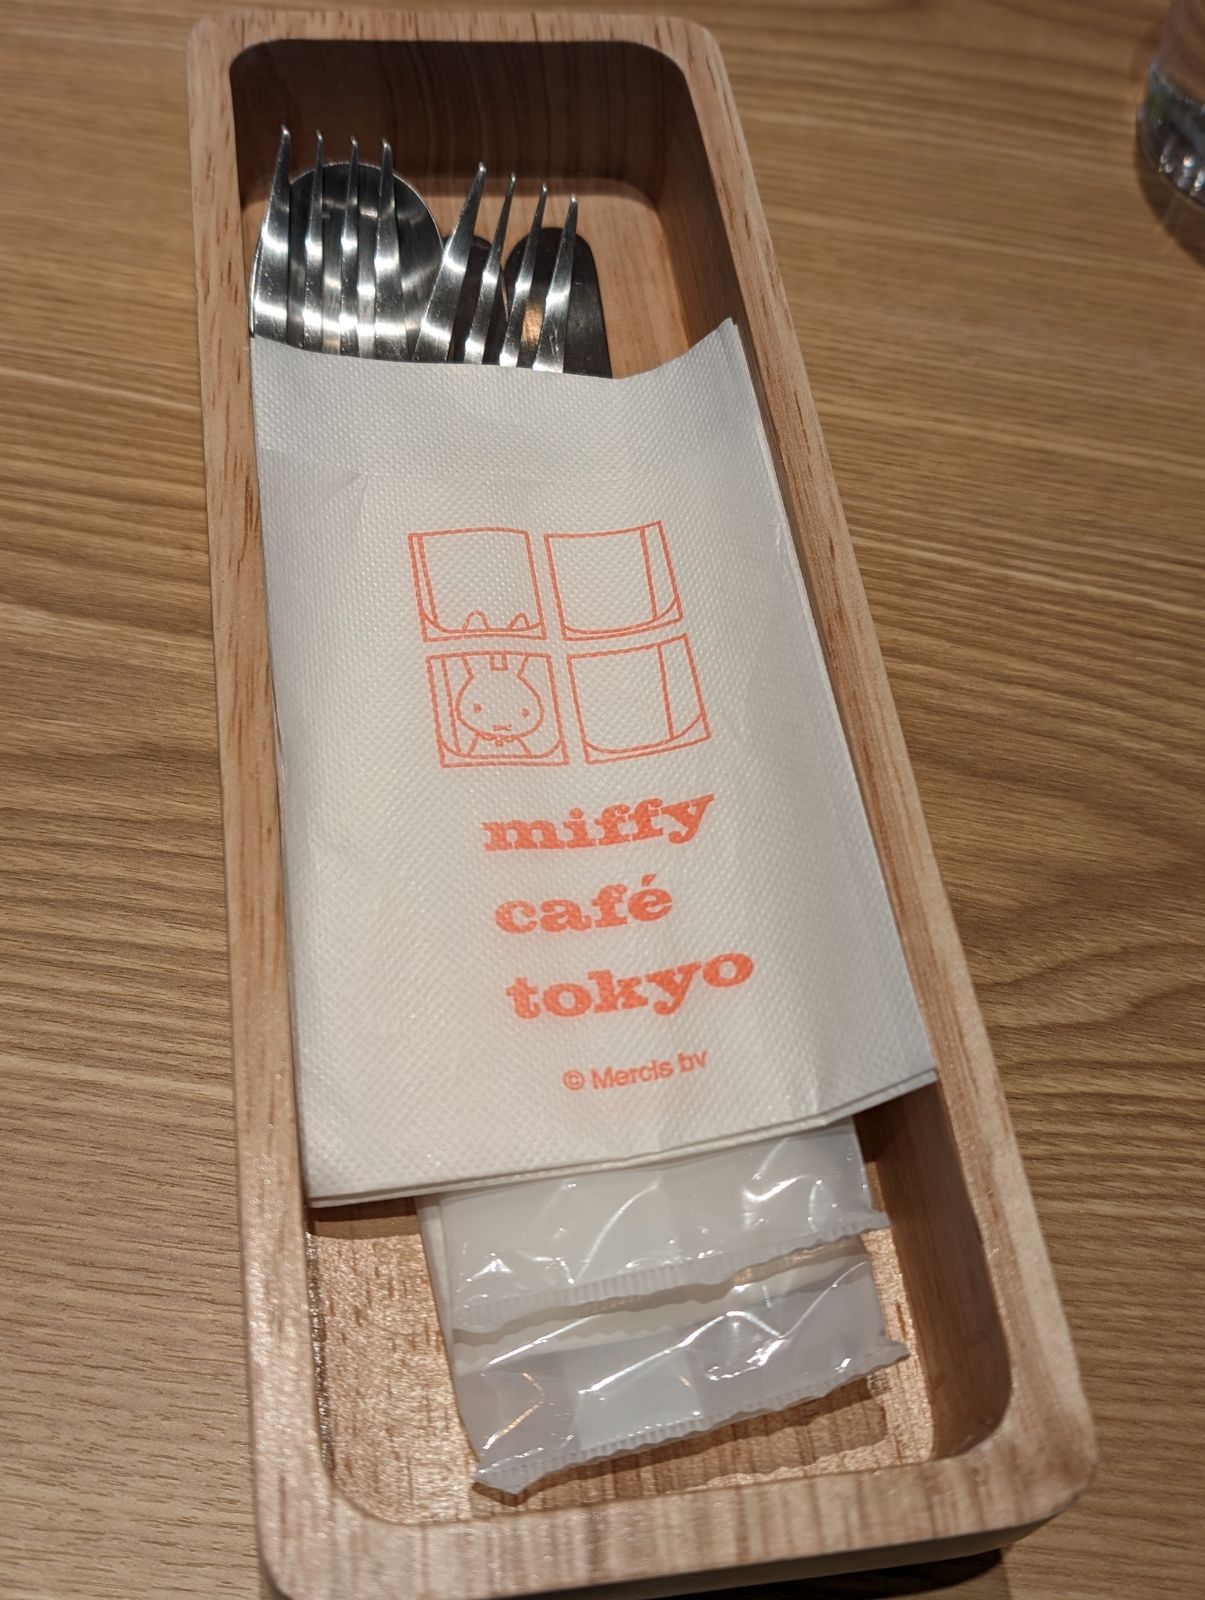 miffy
café
tokyo
© Mercis bv